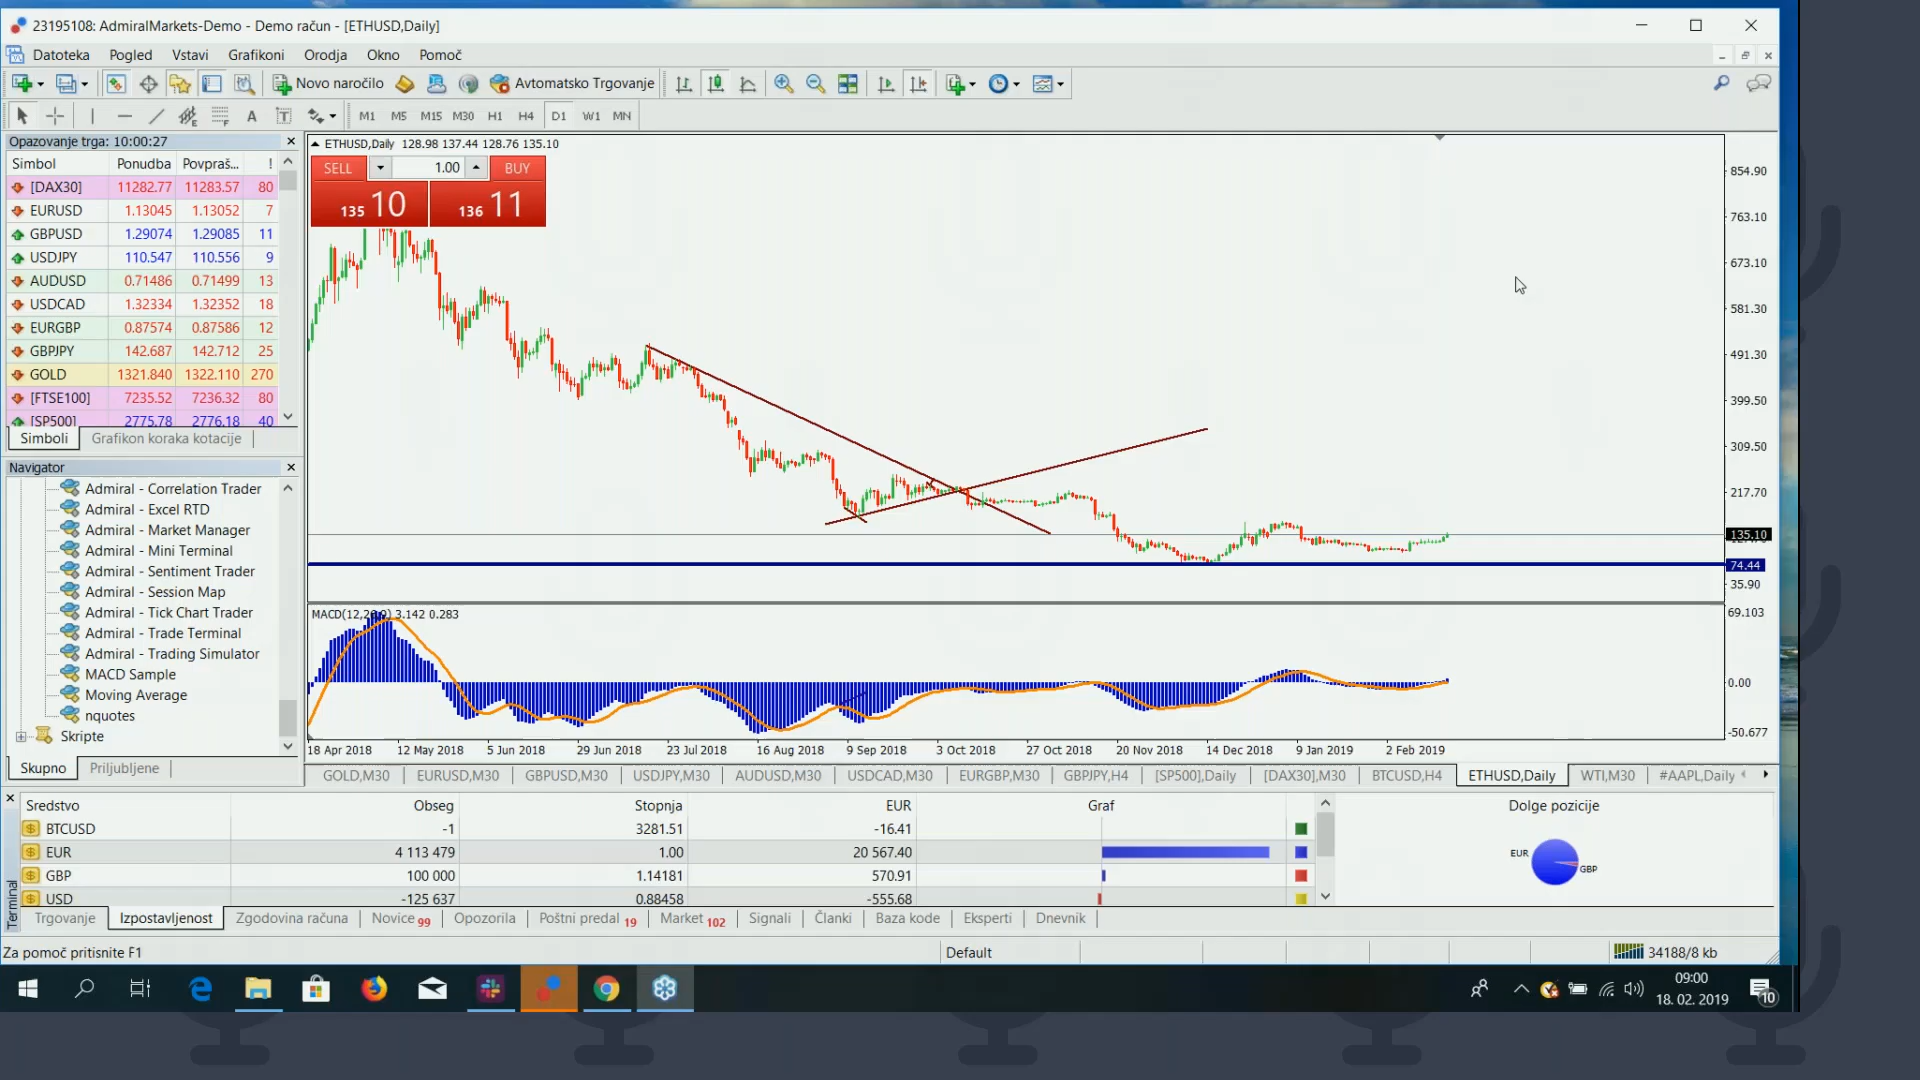 23195108: AdmiralMarkets-Demo - Demo račun - [ETHUSD,Daily]
Datoteka Pogled Vstavi Grafikoni Orodja Okno Pomoč
Novo naročilo Avtomatsko Trgovanje
A T M1 M5 M15 M30 H1 H4 D1 W1 MN
Opazovanje trga: 10:00:27
Simbol Ponudba Povpraš... !
[DAX30] 11282.77 11283.57 80
EURUSD 1.13045 1.13052 7
GBPUSD 1.29074 1.29085 11
USDJPY 110.547 110.556 9
AUDUSD 0.71486 0.71499 13
USDCAD 1.32334 1.32352 18
EURGBP 0.87574 0.87586 12
GBPJPY 142.687 142.712 25
GOLD 1321.840 1322.110 270
[FTSE100] 7235.52 7236.32 80
[SP500] 2775.78 2776.18 40
Simboli Grafikon koraka kotacije
Navigator
Admiral - Correlation Trader
Admiral - Excel RTD
Admiral - Market Manager
Admiral - Mini Terminal
Admiral - Sentiment Trader
Admiral - Session Map
Admiral - Tick Chart Trader
Admiral - Trade Terminal
Admiral - Trading Simulator
MACD Sample
Moving Average
nquotes
Skripte
Skupno Priljubljene
ETHUSD,Daily 128.98 137.44 128.76 135.10
SELL 1.00 BUY
135 10 136 11
854.90
763.10
673.10
581.30
491.30
399.50
309.50
217.70
135.10
74.44
35.90
MACD(12,26,9) 3.142 0.283
69.103
0.00
-50.677
18 Apr 2018 12 May 2018 5 Jun 2018 29 Jun 2018 23 Jul 2018 16 Aug 2018 9 Sep 2018 3 Oct 2018 27 Oct 2018 20 Nov 2018 14 Dec 2018 9 Jan 2019 2 Feb 2019
GOLD,M30 EURUSD,M30 GBPUSD,M30 USDJPY,M30 AUDUSD,M30 USDCAD,M30 EURGBP,M30 GBPJPY,H4 [SP500],Daily [DAX30],M30 BTCUSD,H4 ETHUSD,Daily WTI,M30 #AAPL,Daily
Sredstvo Obseg Stopnja EUR Graf Dolge pozicije
BTCUSD -1 3281.51 -16.41
EUR 4 113 479 1.00 20 567.40
GBP 100 000 1.14181 570.91
USD -125 637 0.88458 -555.68
EUR GBP
Terminal
Trgovanje Izpostavljenost Zgodovina računa Novice 99 Opozorila Poštni predal 19 Market 102 Signali Članki Baza kode Eksperti Dnevnik
Za pomoč pritisnite F1 Default 34188/8 kb
09:00
18. 02. 2019
10